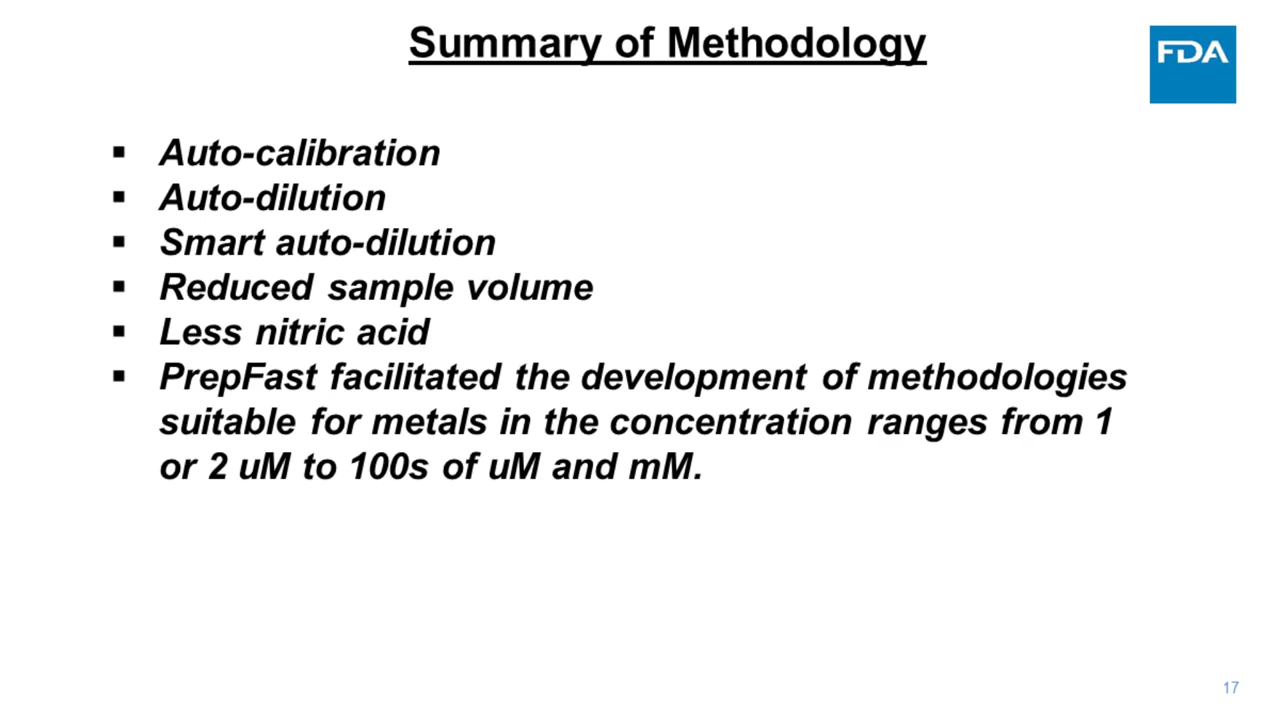 Summary of Methodology
FDA
▪ Auto-calibration
▪ Auto-dilution
▪ Smart auto-dilution
▪ Reduced sample volume
▪ Less nitric acid
▪ PrepFast facilitated the development of methodologies
suitable for metals in the concentration ranges from 1
or 2 uM to 100s of uM and mM.
17